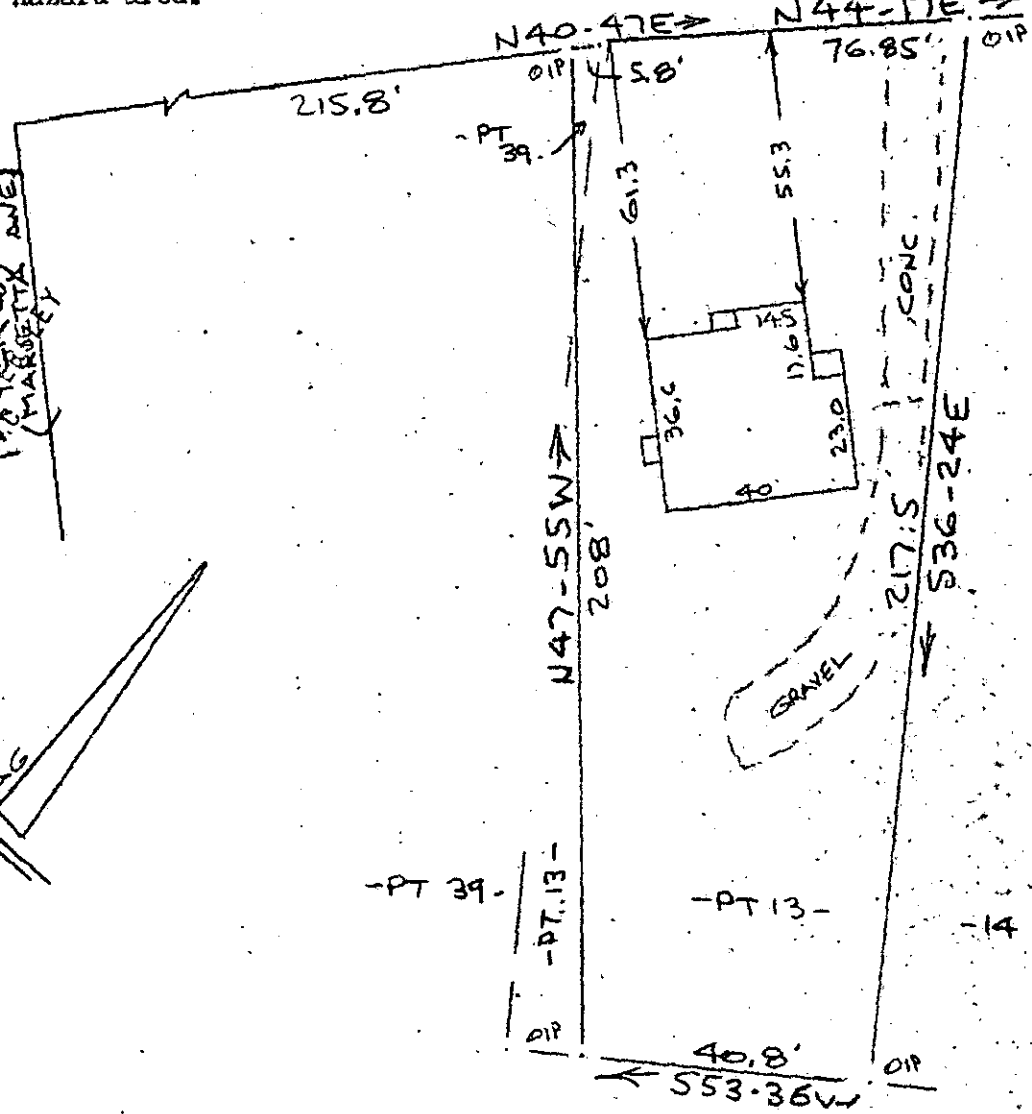 N40-47E→
N44-17E
OIP
5.8'
76.85'
OIP
215.8'
-PT
39.
61.3
55.3
CONC.
14.5
17.6
36.6
23.0
40
N47-55W→
208'
217.5
S36-24E
GRAVEL
-PT 39-
-PT.13-
-PT 13-
-14
OIP
40.8'
OIP
←S53-36W